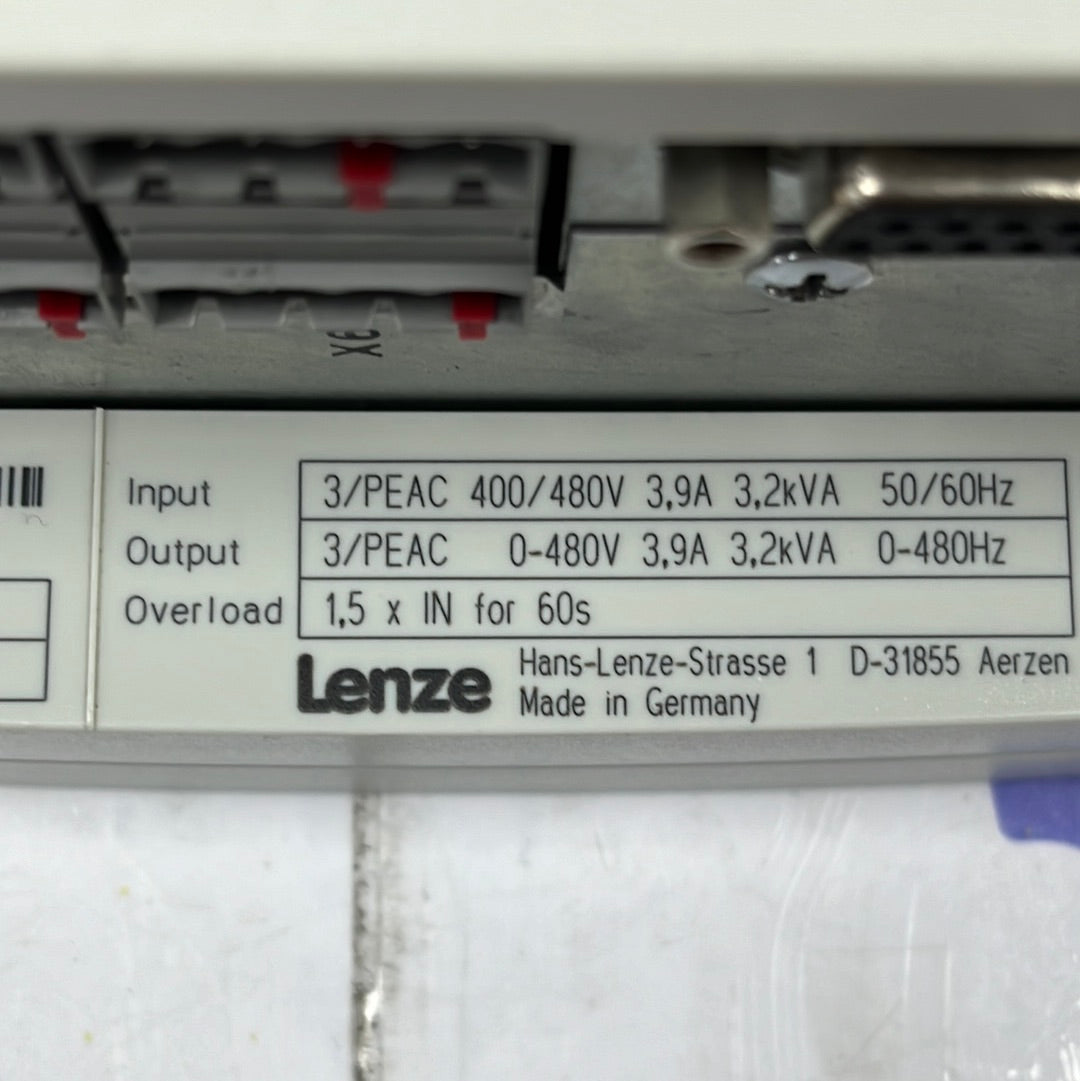 X6
Input 3/PEAC 400/480V 3,9A 3,2kVA 50/60Hz
Output 3/PEAC 0-480V 3,9A 3,2kVA 0-480Hz
Overload 1,5 x IN for 60s
Lenze Hans-Lenze-Strasse 1 D-31855 Aerzen
Made in Germany